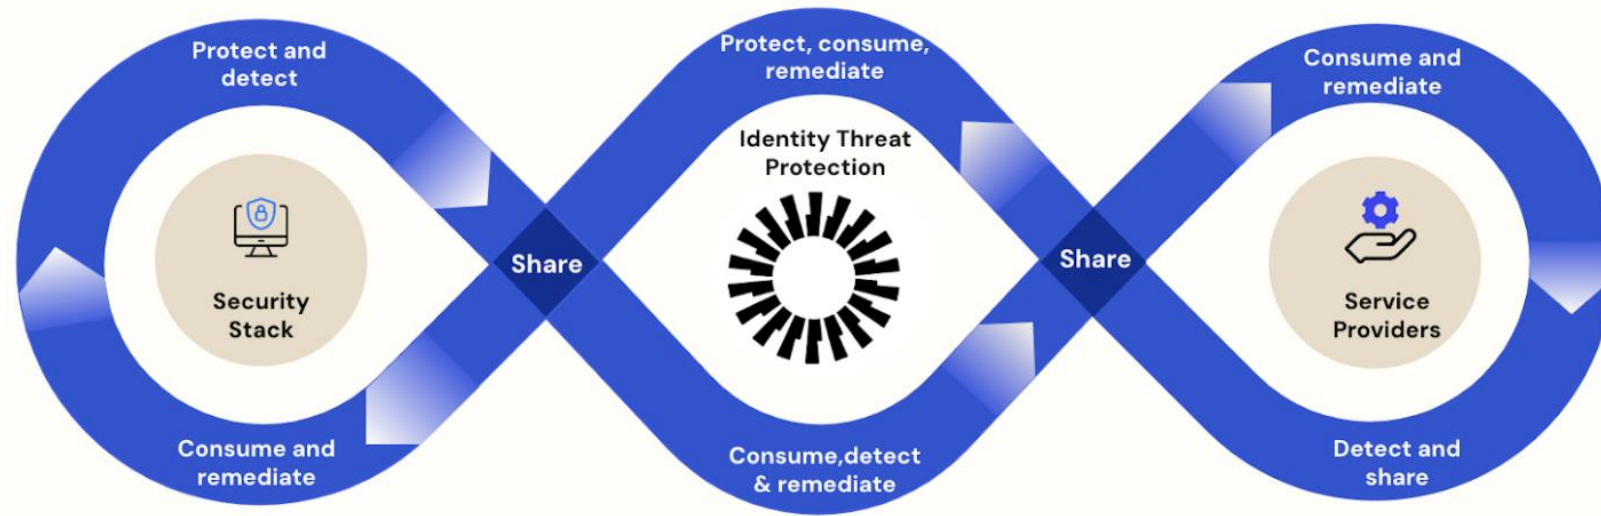 Protect and
detect
Security
Stack
Consume and
remediate
Share
Protect, consume,
remediate
Identity Threat
Protection
Consume,detect
& remediate
Share
Consume and
remediate
Service
Providers
Detect and
share